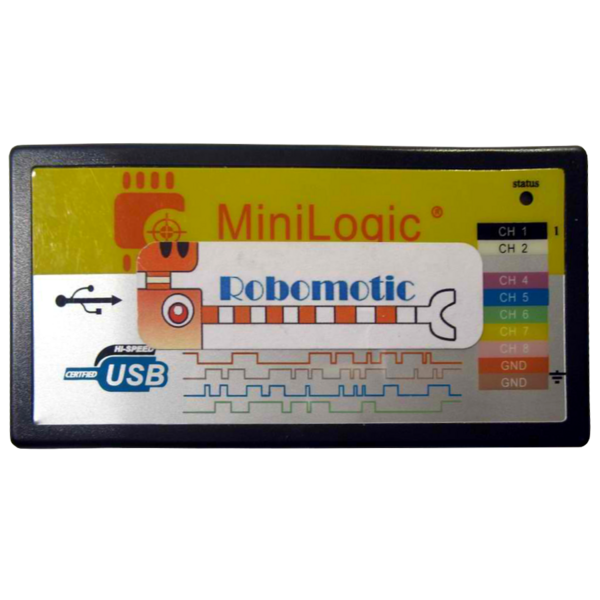 status
MiniLogic®
CH 1
1
CH 2
Robomotic
CH 4
CH 5
CH 6
CH 7
CH 8
GND
GND
HI-SPEED
CERTIFIED USB